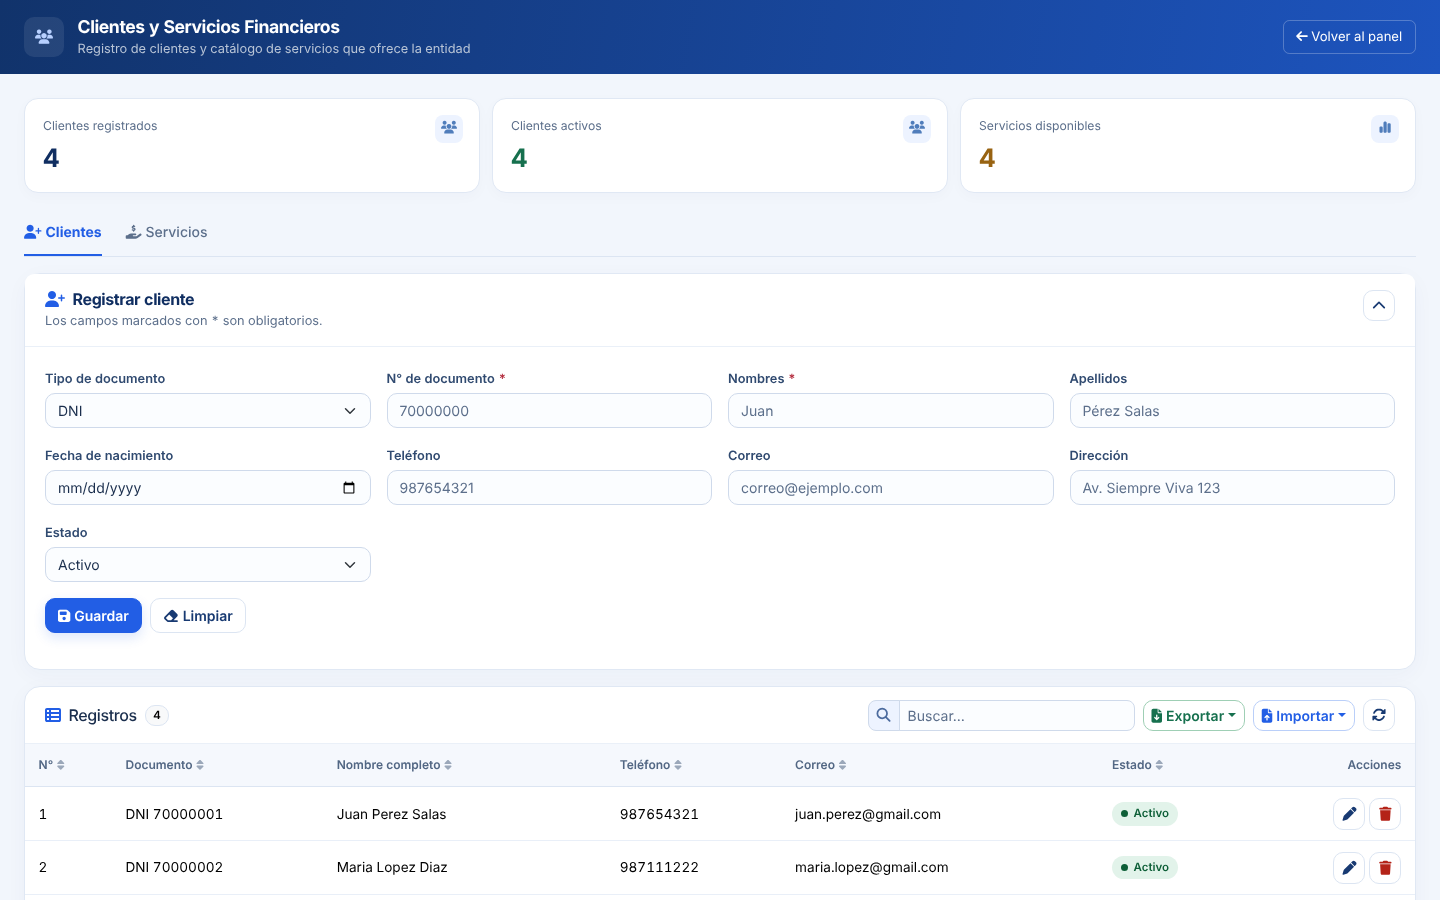 Clientes y Servicios Financieros
Registro de clientes y catálogo de servicios que ofrece la entidad
Volver al panel
Clientes registrados
4
Clientes activos
4
Servicios disponibles
4
Clientes
Servicios
Registrar cliente
Los campos marcados con * son obligatorios.
Tipo de documento
N° de documento *
Nombres *
Apellidos
DNI
70000000
Juan
Pérez Salas
Fecha de nacimiento
Teléfono
Correo
Dirección
mm/dd/yyyy
987654321
correo@ejemplo.com
Av. Siempre Viva 123
Estado
Activo
Guardar
Limpiar
Registros 4
Buscar...
Exportar
Importar
N° Documento Nombre completo Teléfono Correo Estado Acciones
1 DNI 70000001 Juan Perez Salas 987654321 juan.perez@gmail.com Activo
2 DNI 70000002 Maria Lopez Diaz 987111222 maria.lopez@gmail.com Activo